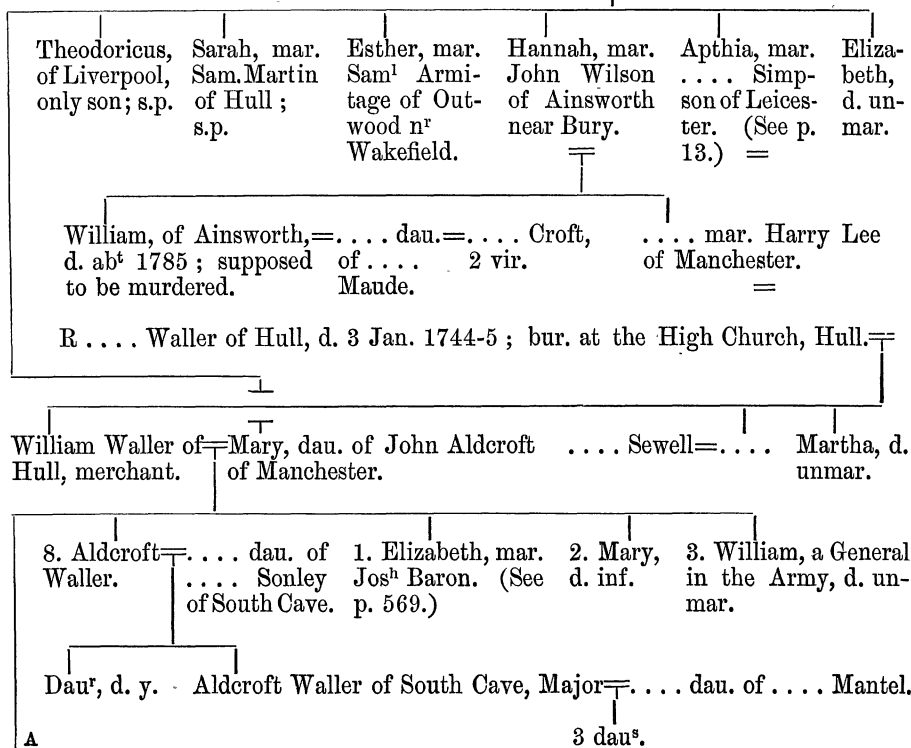 Theodoricus, of Liverpool, only son; s.p.
Sarah, mar. Sam. Martin of Hull; s.p.
Esther, mar. Samˡ Armitage of Outwood nʳ Wakefield.
Hannah, mar. John Wilson of Ainsworth near Bury.
Apthia, mar. .... Simpson of Leicester. (See p. 13.) =
Elizabeth, d. unmar.
William, of Ainsworth, d. abᵗ 1785; supposed to be murdered.
=.... dau. of .... Maude.
=.... Croft, 2 vir.
.... mar. Harry Lee of Manchester. =
R .... Waller of Hull, d. 3 Jan. 1744-5; bur. at the High Church, Hull.=
William Waller of Hull, merchant.
=Mary, dau. of John Aldcroft of Manchester.
.... Sewell=....
Martha, d. unmar.
8. Aldcroft Waller.
=.... dau. of .... Sonley of South Cave.
1. Elizabeth, mar. Josʰ Baron. (See p. 569.)
2. Mary, d. inf.
3. William, a General in the Army, d. unmar.
Dauʳ, d. y.
Aldcroft Waller of South Cave, Major=.... dau. of .... Mantel.
A
3 dauˢ.